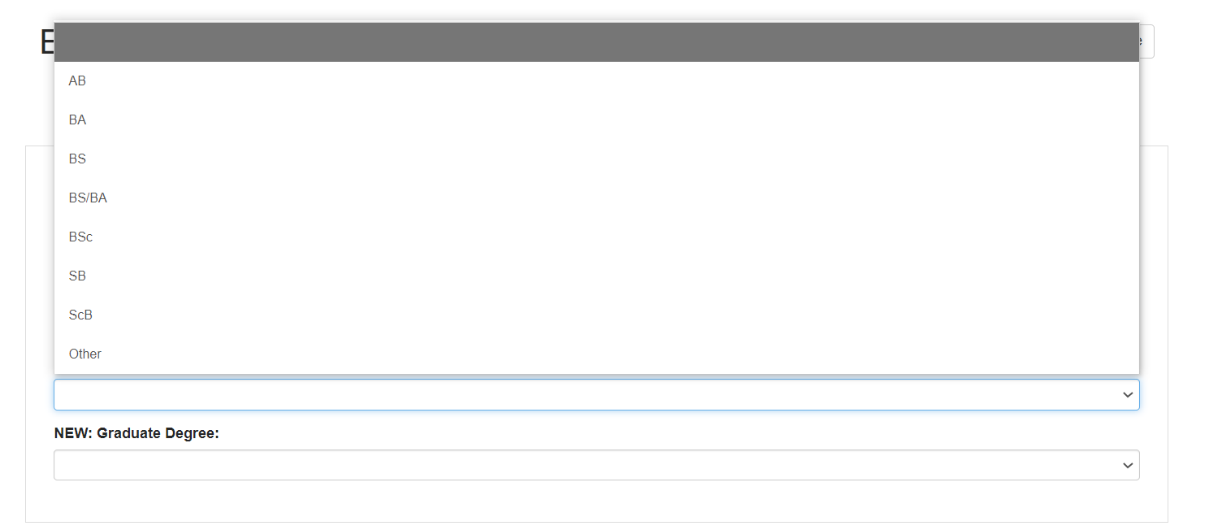 E
AB
BA
BS
BS/BA
BSc
SB
ScB
Other
NEW: Graduate Degree: